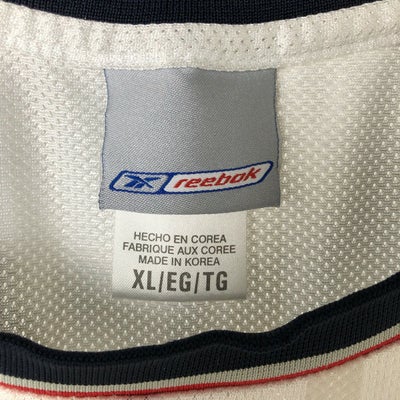 reebok
HECHO EN COREA
FABRIQUE AUX COREE
MADE IN KOREA
XL/EG/TG